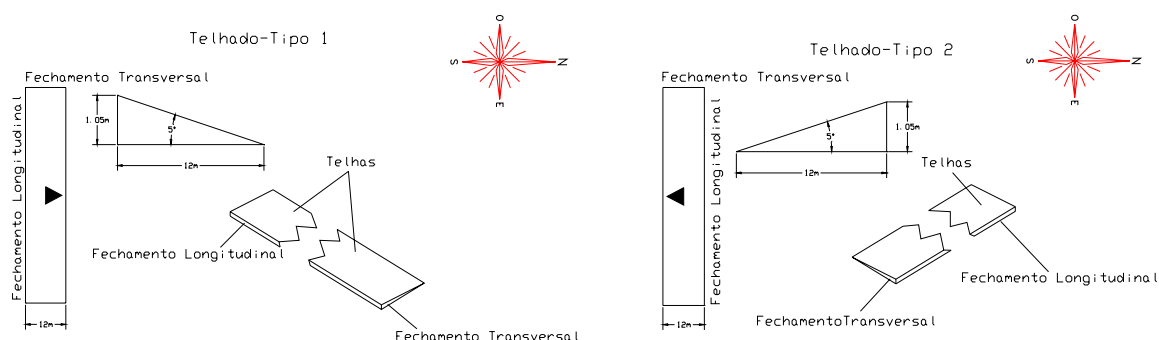 Telhado-Tipo 1
O
S
N
E
Fechamento Transversal
Fechamento Longitudinal
1.05m
5°
12m
Telhas
Fechamento Longitudinal
12m
Fechamento Transversal
Telhado-Tipo 2
O
S
N
E
Fechamento Transversal
Fechamento Longitudinal
1.05m
5°
12m
Telhas
Fechamento Longitudinal
12m
FechamentoTransversal